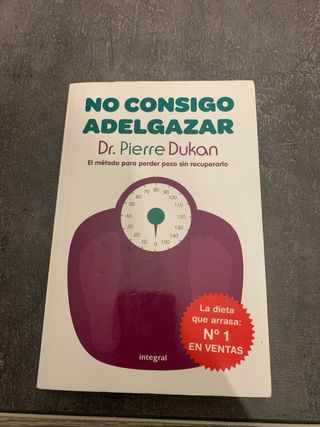 NO CONSIGO
ADELGAZAR
Dr. Pierre Dukan
El método para perder peso sin recuperarlo
La dieta
que arrasa:
Nº 1
EN VENTAS
integral